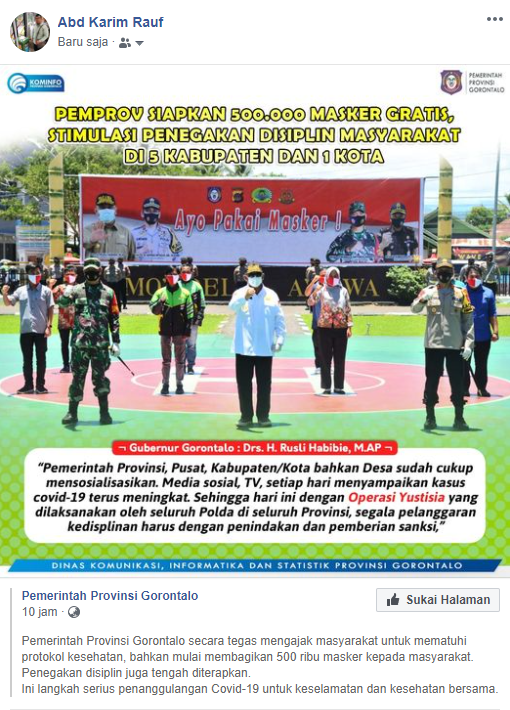 Abd Karim Rauf
Baru saja ·
KOMINFO
PEMERINTAH
PROVINSI
GORONTALO
PEMPROV SIAPKAN 500.000 MASKER GRATIS,
STIMULASI PENEGAKAN DISIPLIN MASYARAKAT
DI 5 KABUPATEN DAN 1 KOTA
Ayo Pakai Masker !
¬ Gubernur Gorontalo : Drs. H. Rusli Habibie, M.AP ¬
“Pemerintah Provinsi, Pusat, Kabupaten/Kota bahkan Desa sudah cukup
mensosialisasikan. Media sosial, TV, setiap hari menyampaikan kasus
covid-19 terus meningkat. Sehingga hari ini dengan Operasi Yustisia yang
dilaksanakan oleh seluruh Polda di seluruh Provinsi, segala pelanggaran
kedisplinan harus dengan penindakan dan pemberian sanksi,”
DINAS KOMUNIKASI, INFORMATIKA DAN STATISTIK PROVINSI GORONTALO
Pemerintah Provinsi Gorontalo
10 jam ·
Sukai Halaman
Pemerintah Provinsi Gorontalo secara tegas mengajak masyarakat untuk mematuhi
protokol kesehatan, bahkan mulai membagikan 500 ribu masker kepada masyarakat.
Penegakan disiplin juga tengah diterapkan.
Ini langkah serius penanggulangan Covid-19 untuk keselamatan dan kesehatan bersama.